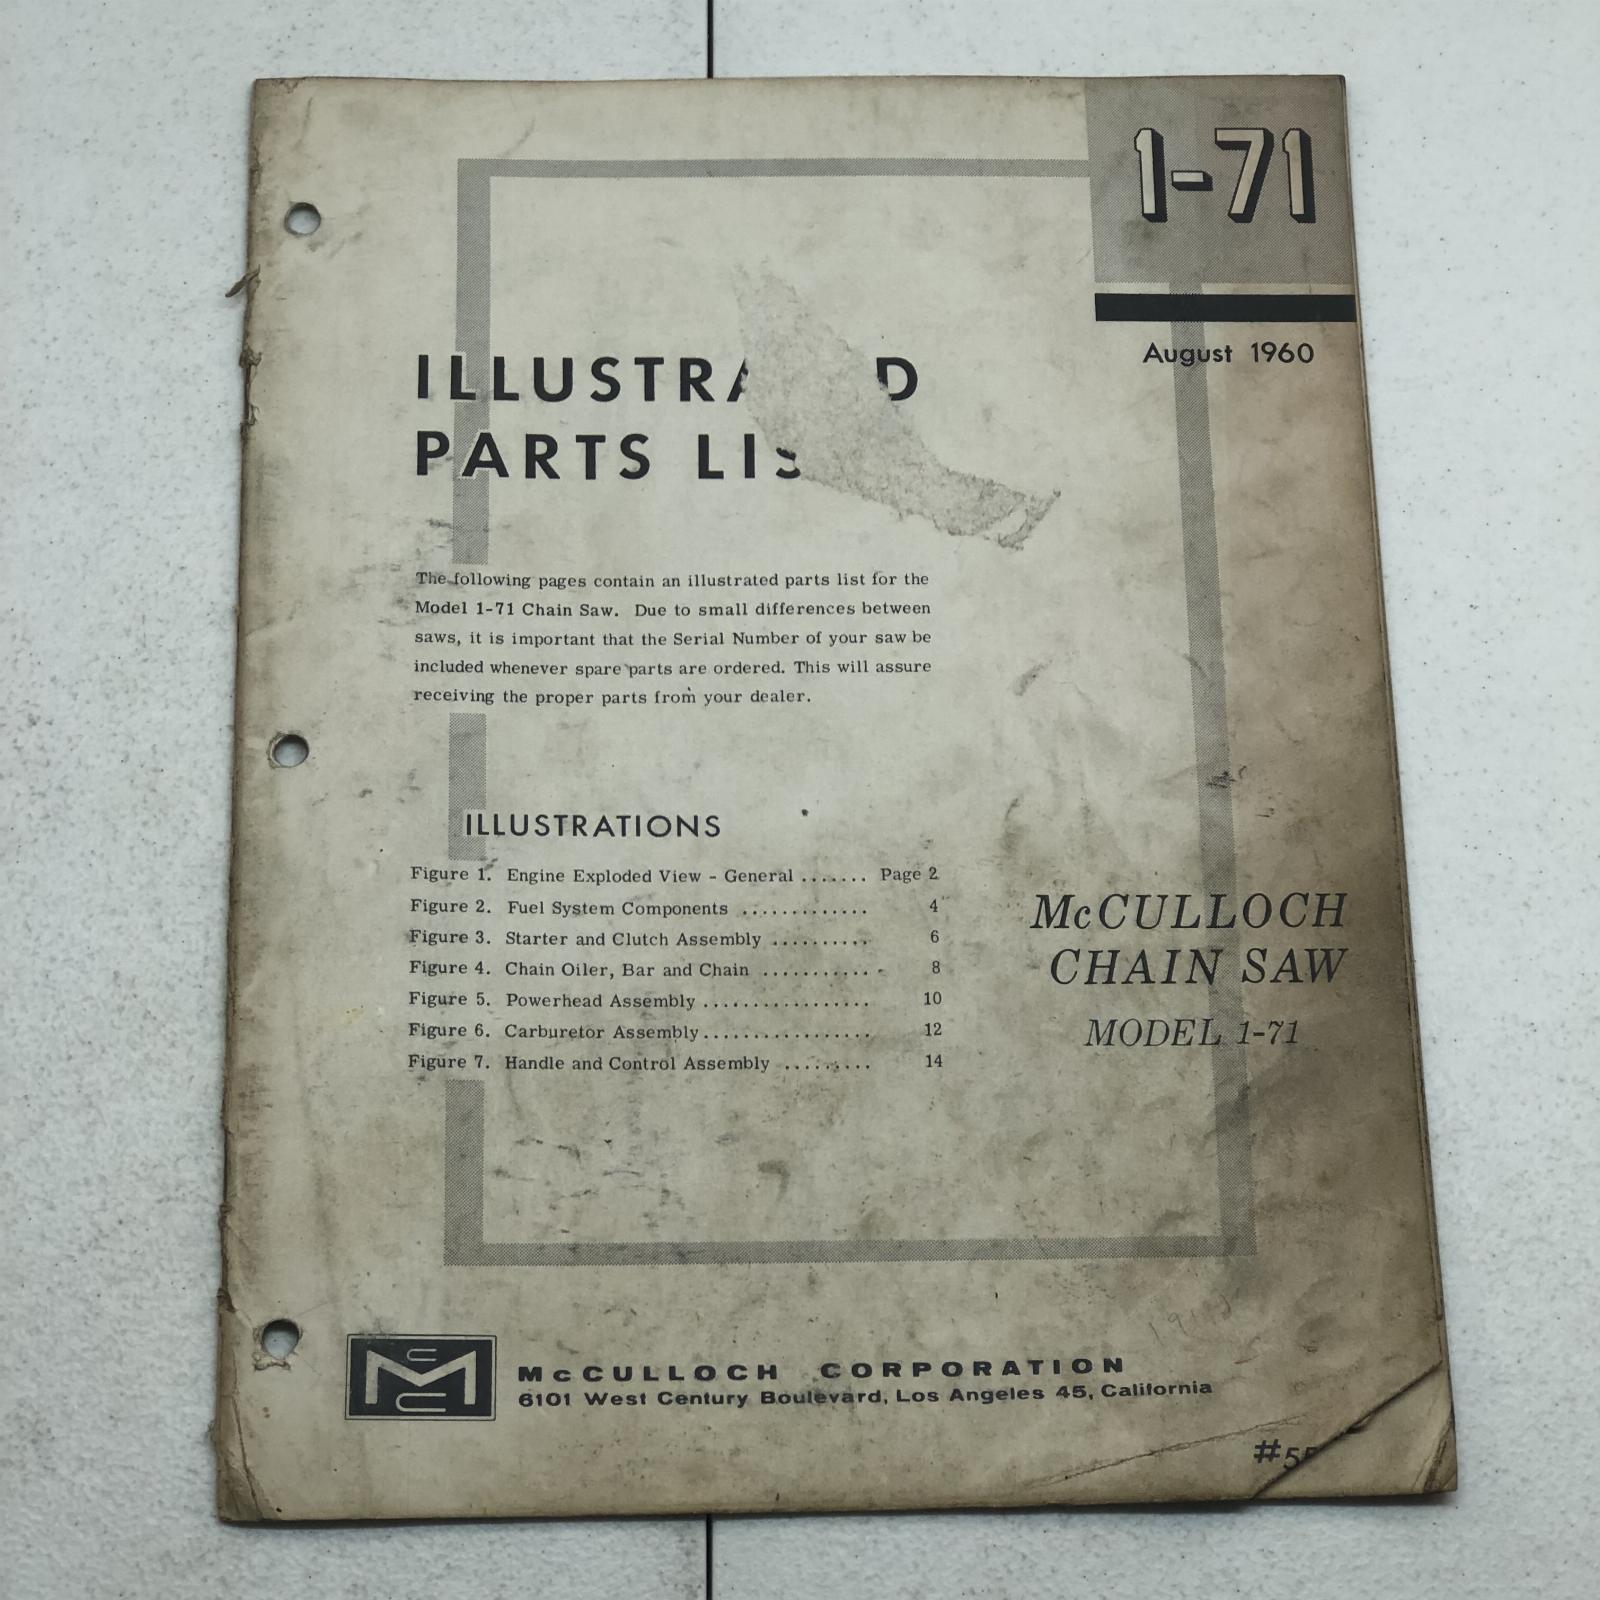 1-71
August 1960
ILLUSTRA D
PARTS LIS
The following pages contain an illustrated parts list for the
Model 1-71 Chain Saw. Due to small differences between
saws, it is important that the Serial Number of your saw be
included whenever spare parts are ordered. This will assure
receiving the proper parts from your dealer.
ILLUSTRATIONS
Figure 1. Engine Exploded View - General ....... Page 2
Figure 2. Fuel System Components ............. 4
Figure 3. Starter and Clutch Assembly .......... 6
Figure 4. Chain Oiler, Bar and Chain ............ 8
Figure 5. Powerhead Assembly ................. 10
Figure 6. Carburetor Assembly................. 12
Figure 7. Handle and Control Assembly ......... 14
McCULLOCH
CHAIN SAW
MODEL 1-71
McCULLOCH CORPORATION
6101 West Century Boulevard, Los Angeles 45, California